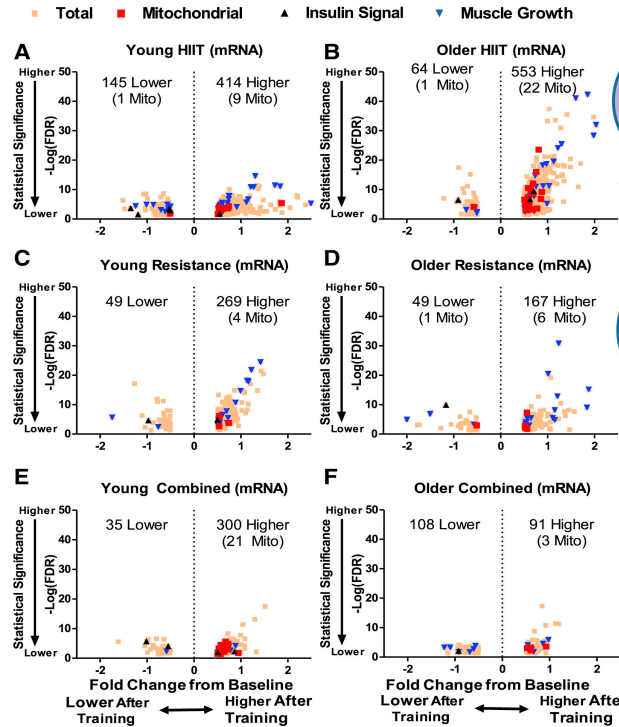 Total Mitochondrial Insulin Signal Muscle Growth
A Young HIIT (mRNA)
Higher
Statistical Significance
-Log(FDR)
Lower
50
40
30
20
10
0
145 Lower
(1 Mito)
414 Higher
(9 Mito)
-2 -1 0 1 2
B Older HIIT (mRNA)
Higher
Statistical Significance
-Log(FDR)
Lower
50
40
30
20
10
0
64 Lower
(1 Mito)
553 Higher
(22 Mito)
-2 -1 0 1 2
C Young Resistance (mRNA)
Higher
Statistical Significance
-Log(FDR)
Lower
50
40
30
20
10
0
49 Lower
269 Higher
(4 Mito)
-2 -1 0 1 2
D Older Resistance (mRNA)
Higher
Statistical Significance
-Log(FDR)
Lower
50
40
30
20
10
0
49 Lower
(1 Mito)
167 Higher
(6 Mito)
-2 -1 0 1 2
E Young Combined (mRNA)
Higher
Statistical Significance
-Log(FDR)
Lower
50
40
30
20
10
0
35 Lower
300 Higher
(21 Mito)
-2 -1 0 1 2
Fold Change from Baseline
Lower After
Training
Higher After
Training
F Older Combined (mRNA)
Higher
Statistical Significance
-Log(FDR)
Lower
50
40
30
20
10
0
108 Lower
91 Higher
(3 Mito)
-2 -1 0 1 2
Fold Change from Baseline
Lower After
Training
Higher After
Training